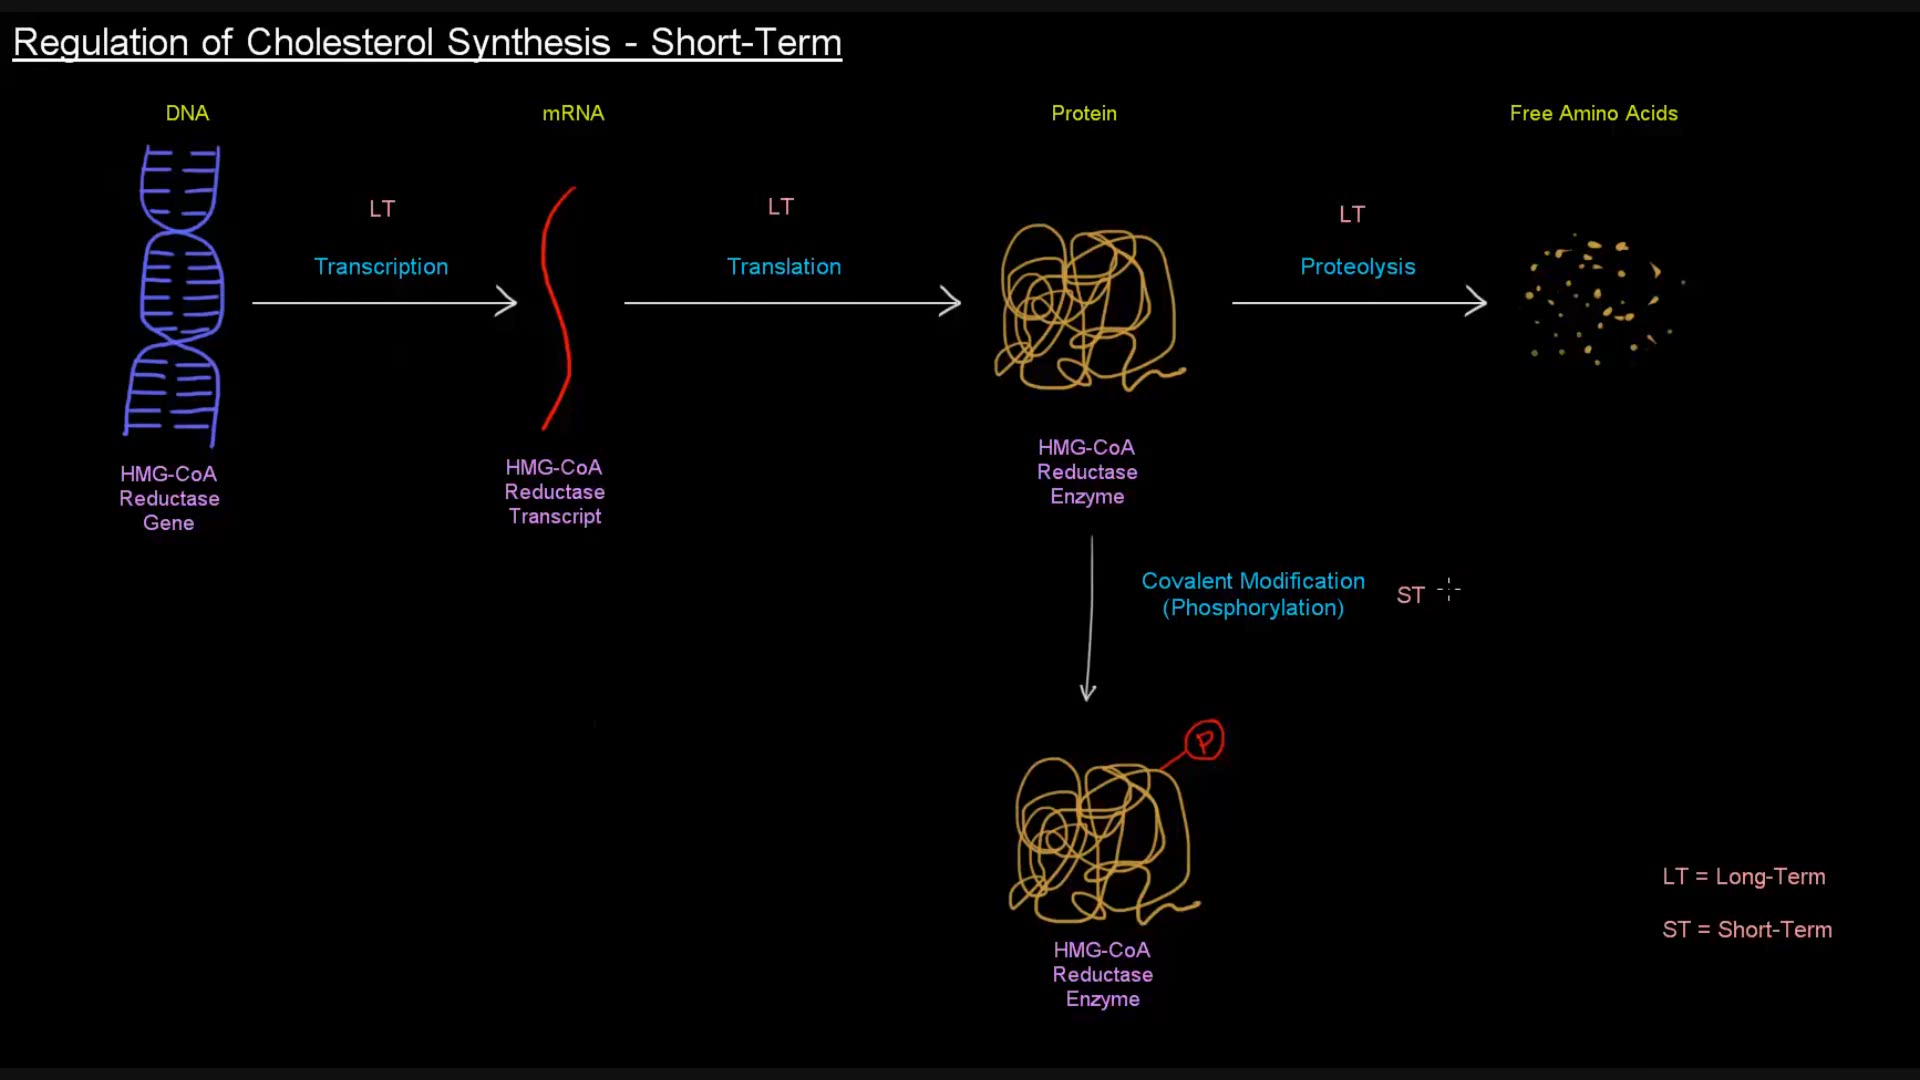 Regulation of Cholesterol Synthesis - Short-Term
DNA
mRNA
Protein
Free Amino Acids
LT
LT
LT
Transcription
Translation
Proteolysis
HMG-CoA
Reductase
Gene
HMG-CoA
Reductase
Transcript
HMG-CoA
Reductase
Enzyme
Covalent Modification
(Phosphorylation)
ST
P
HMG-CoA
Reductase
Enzyme
LT = Long-Term
ST = Short-Term